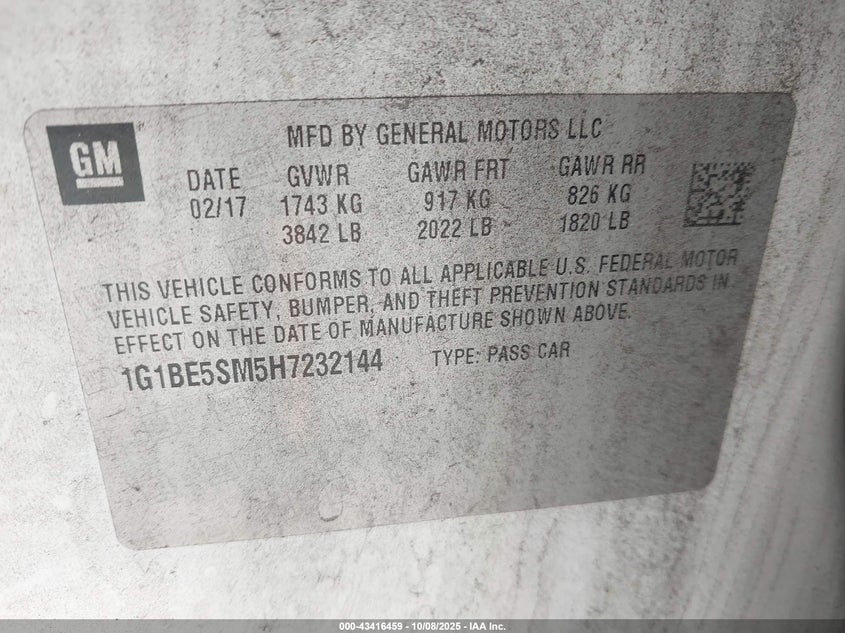 GM
MFD BY GENERAL MOTORS LLC
DATE GVWR GAWR FRT GAWR RR
02/17 1743 KG 917 KG 826 KG
3842 LB 2022 LB 1820 LB
THIS VEHICLE CONFORMS TO ALL APPLICABLE U.S. FEDERAL MOTOR
VEHICLE SAFETY, BUMPER, AND THEFT PREVENTION STANDARDS IN
EFFECT ON THE DATE OF MANUFACTURE SHOWN ABOVE.
1G1BE5SM5H7232144 TYPE: PASS CAR
000-43416459 - 10/08/2025 - IAA Inc.